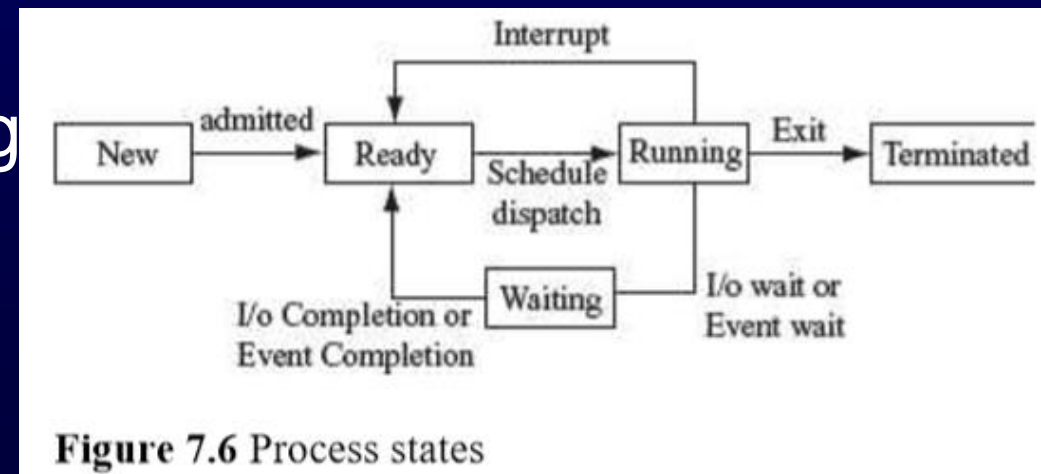 Interrupt
g
admitted
Exit
New
Ready
Running
Terminated
Schedule
dispatch
Waiting
I/o wait or
Event wait
I/o Completion or
Event Completion
Figure 7.6 Process states